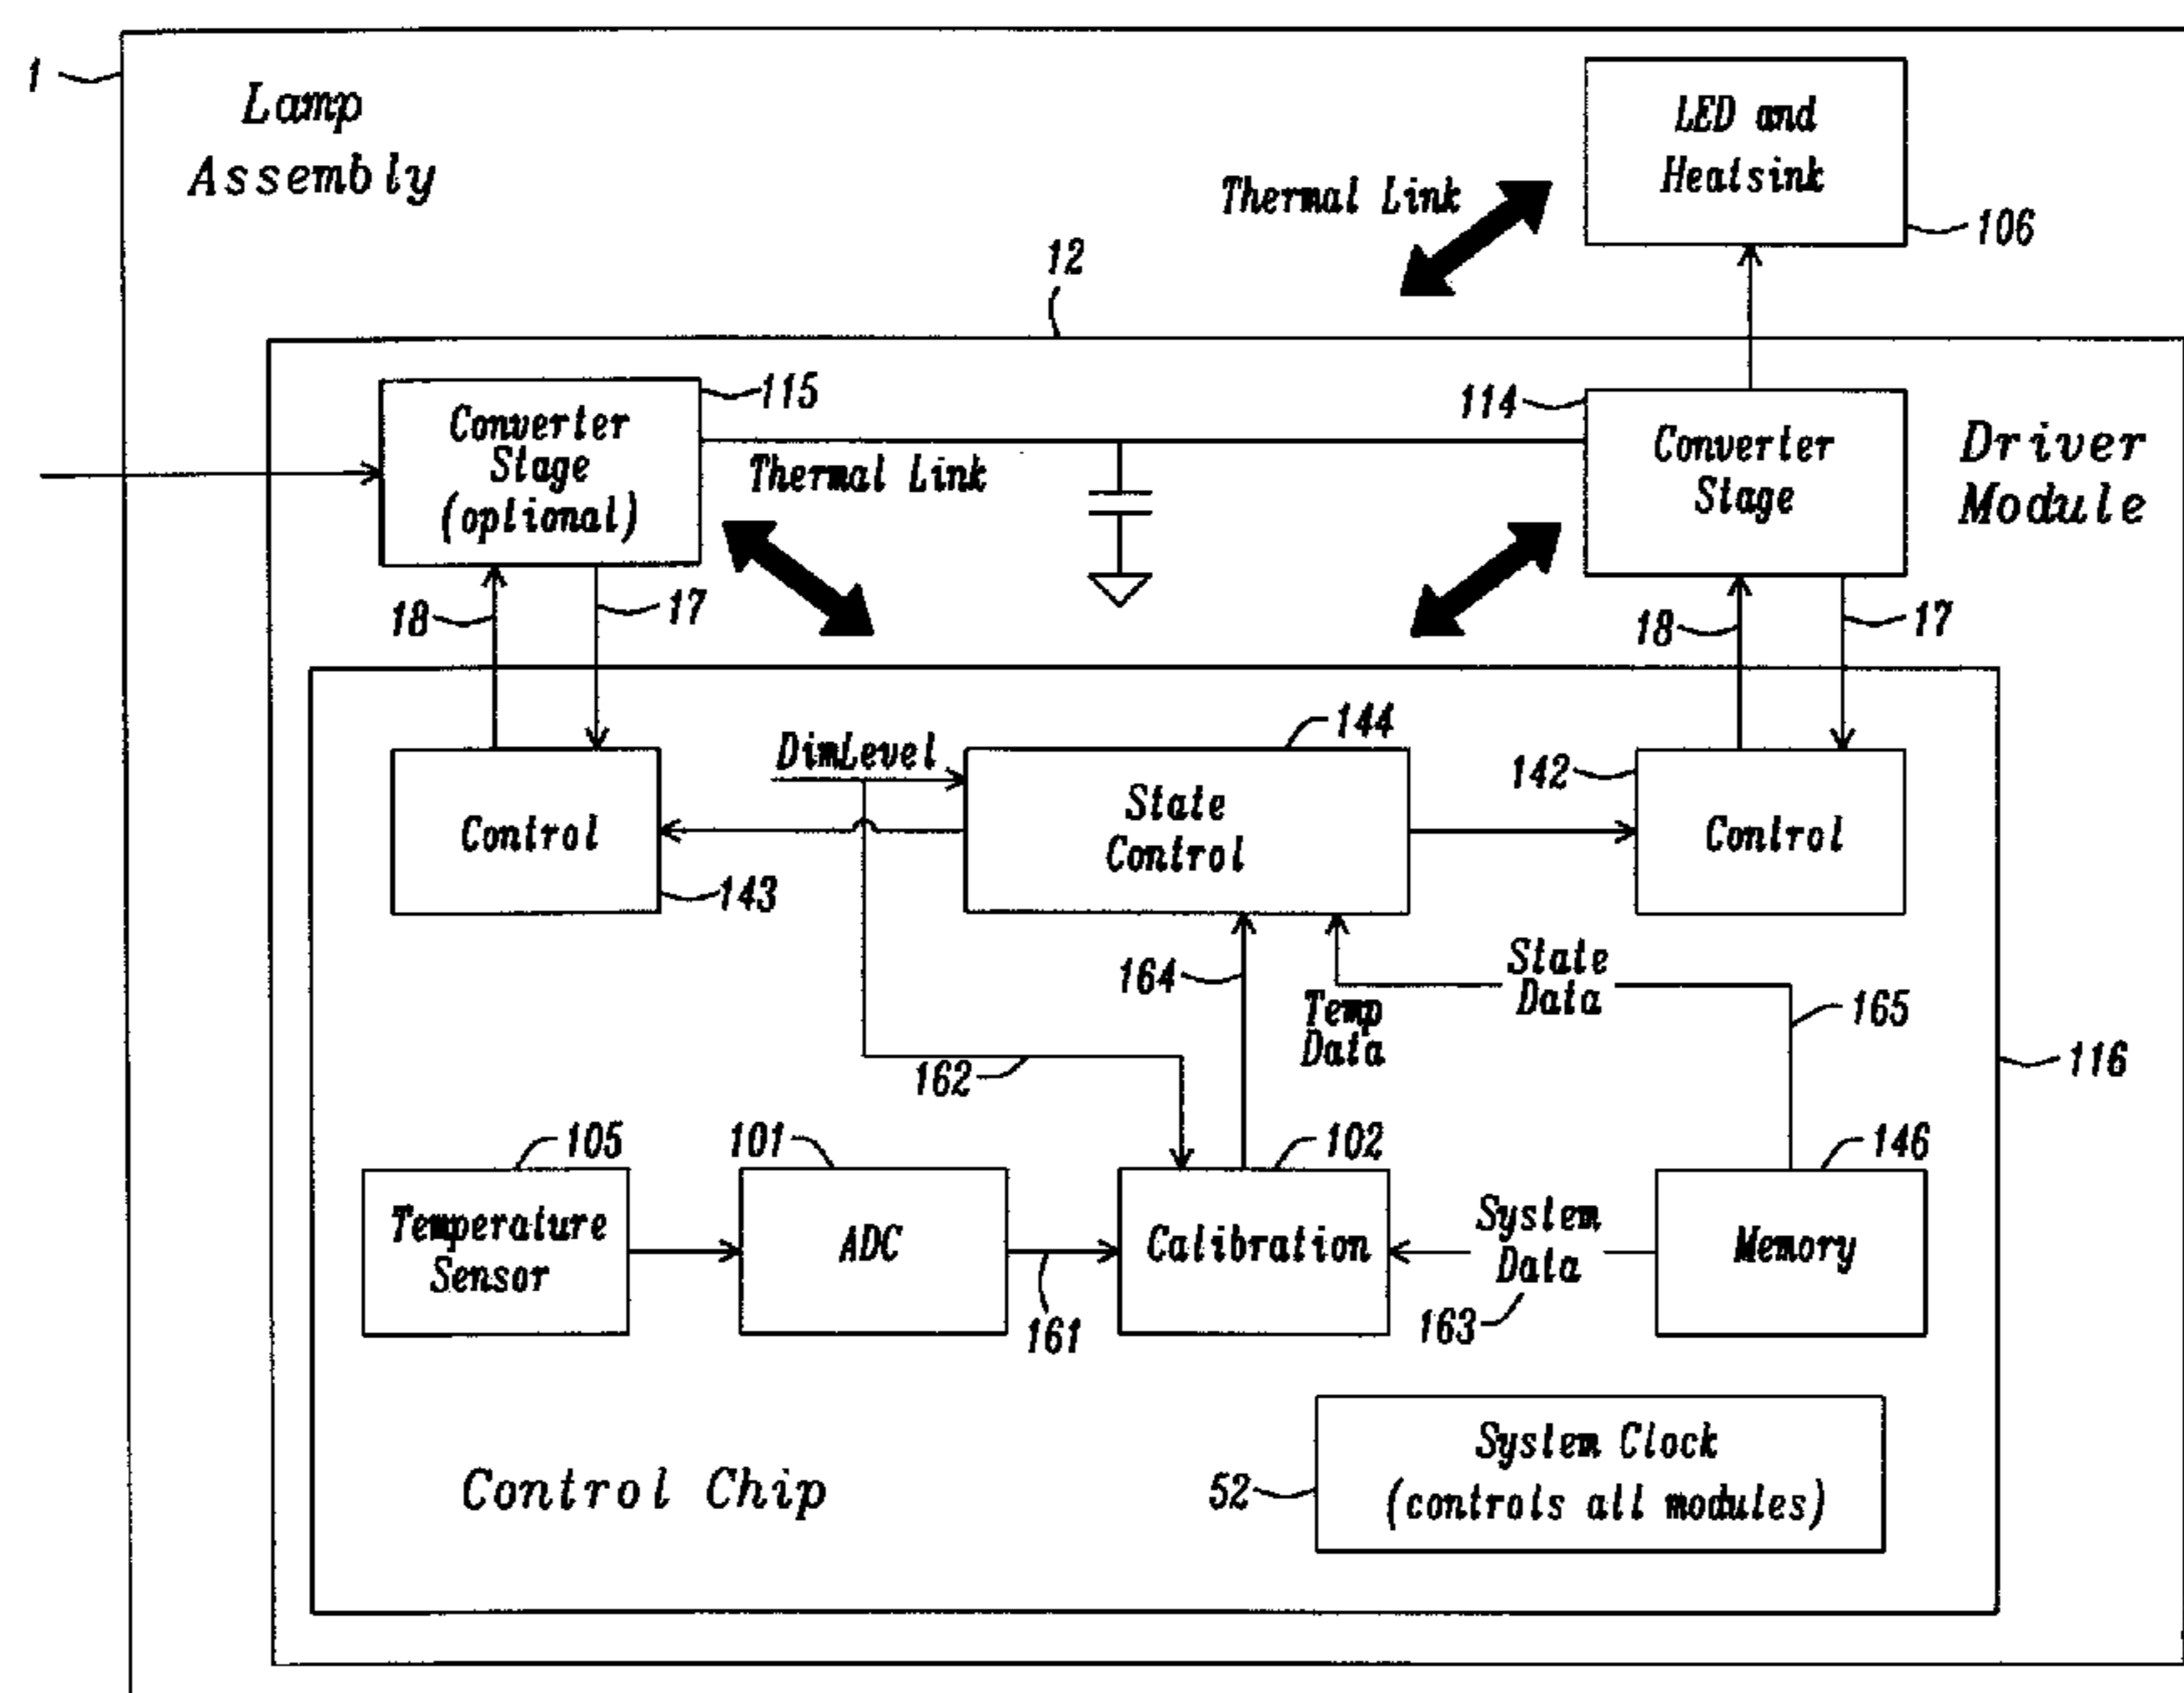 1
Lamp
Assembly
LED and
Heatsink
106
Thermal Link
12
115
Converter
Stage
(optional)
Thermal Link
114
Converter
Stage
Driver
Module
18
17
18
17
144
DimLevel
State
Control
142
Control
Control
143
164
State
Data
Temp
Data
165
162
116
105
101
102
146
Temperature
Sensor
ADC
Calibration
System
Data
Memory
161
163
System Clock
(controls all modules)
52
Control Chip